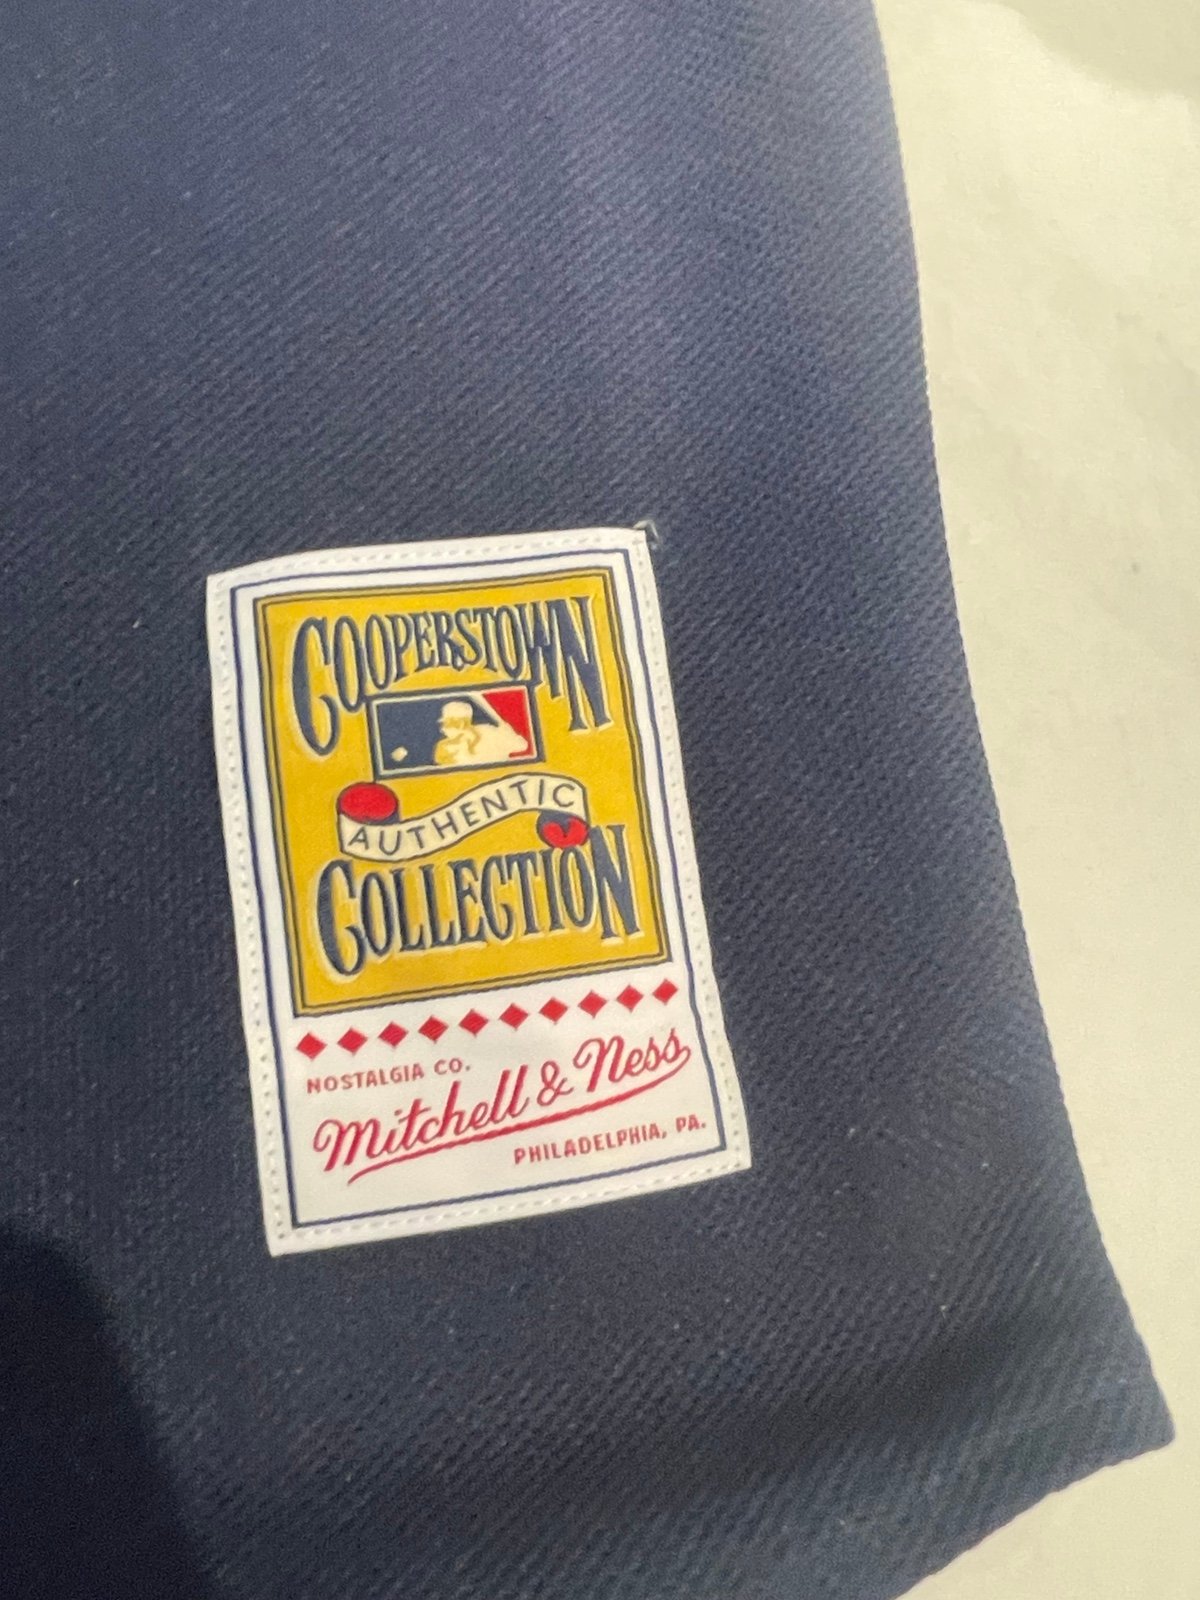 COOPERSTOWN
AUTHENTIC
COLLECTION
NOSTALGIA CO.
Mitchell & Ness
PHILADELPHIA, PA.